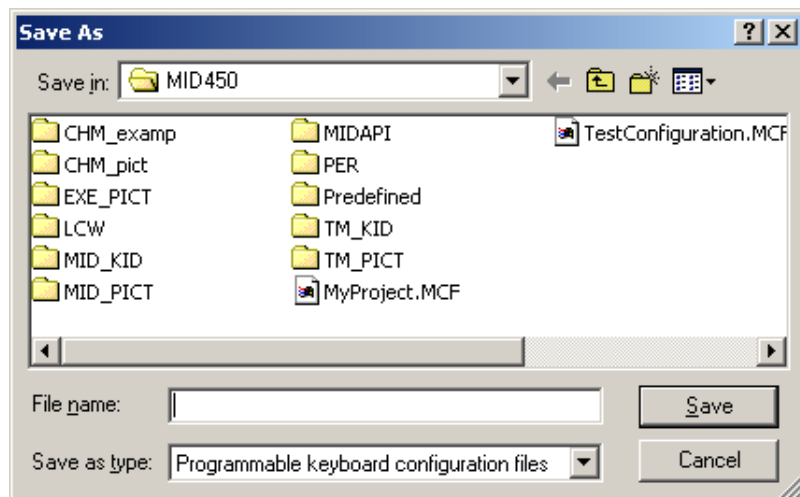 Save As
Save in: MID450
CHM_examp MIDAPI TestConfiguration.MCF
CHM_pict PER
EXE_PICT Predefined
LCW TM_KID
MID_KID TM_PICT
MID_PICT MyProject.MCF
File name: Save
Save as type: Programmable keyboard configuration files Cancel